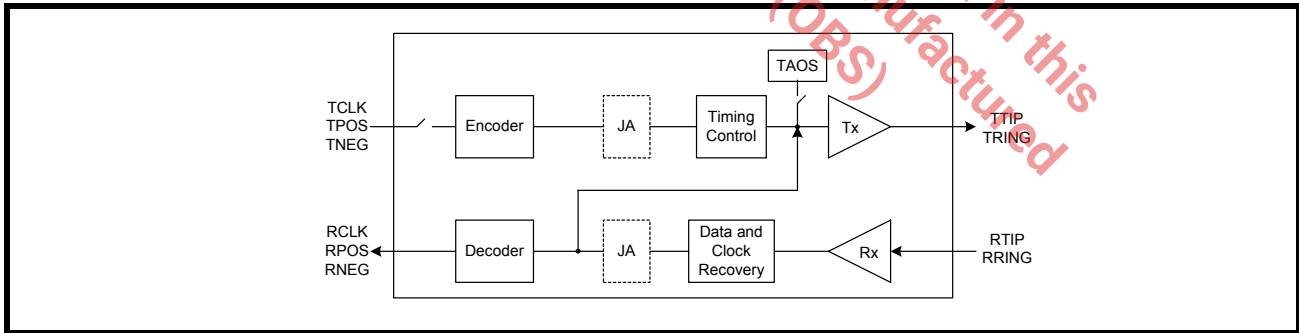 in this
nufactured
(OBS)
TAOS
TCLK
TPOS
TNEG
Encoder
JA
Timing
Control
Tx
TTIP
TRING
RCLK
RPOS
RNEG
Decoder
JA
Data and
Clock
Recovery
Rx
RTIP
RRING